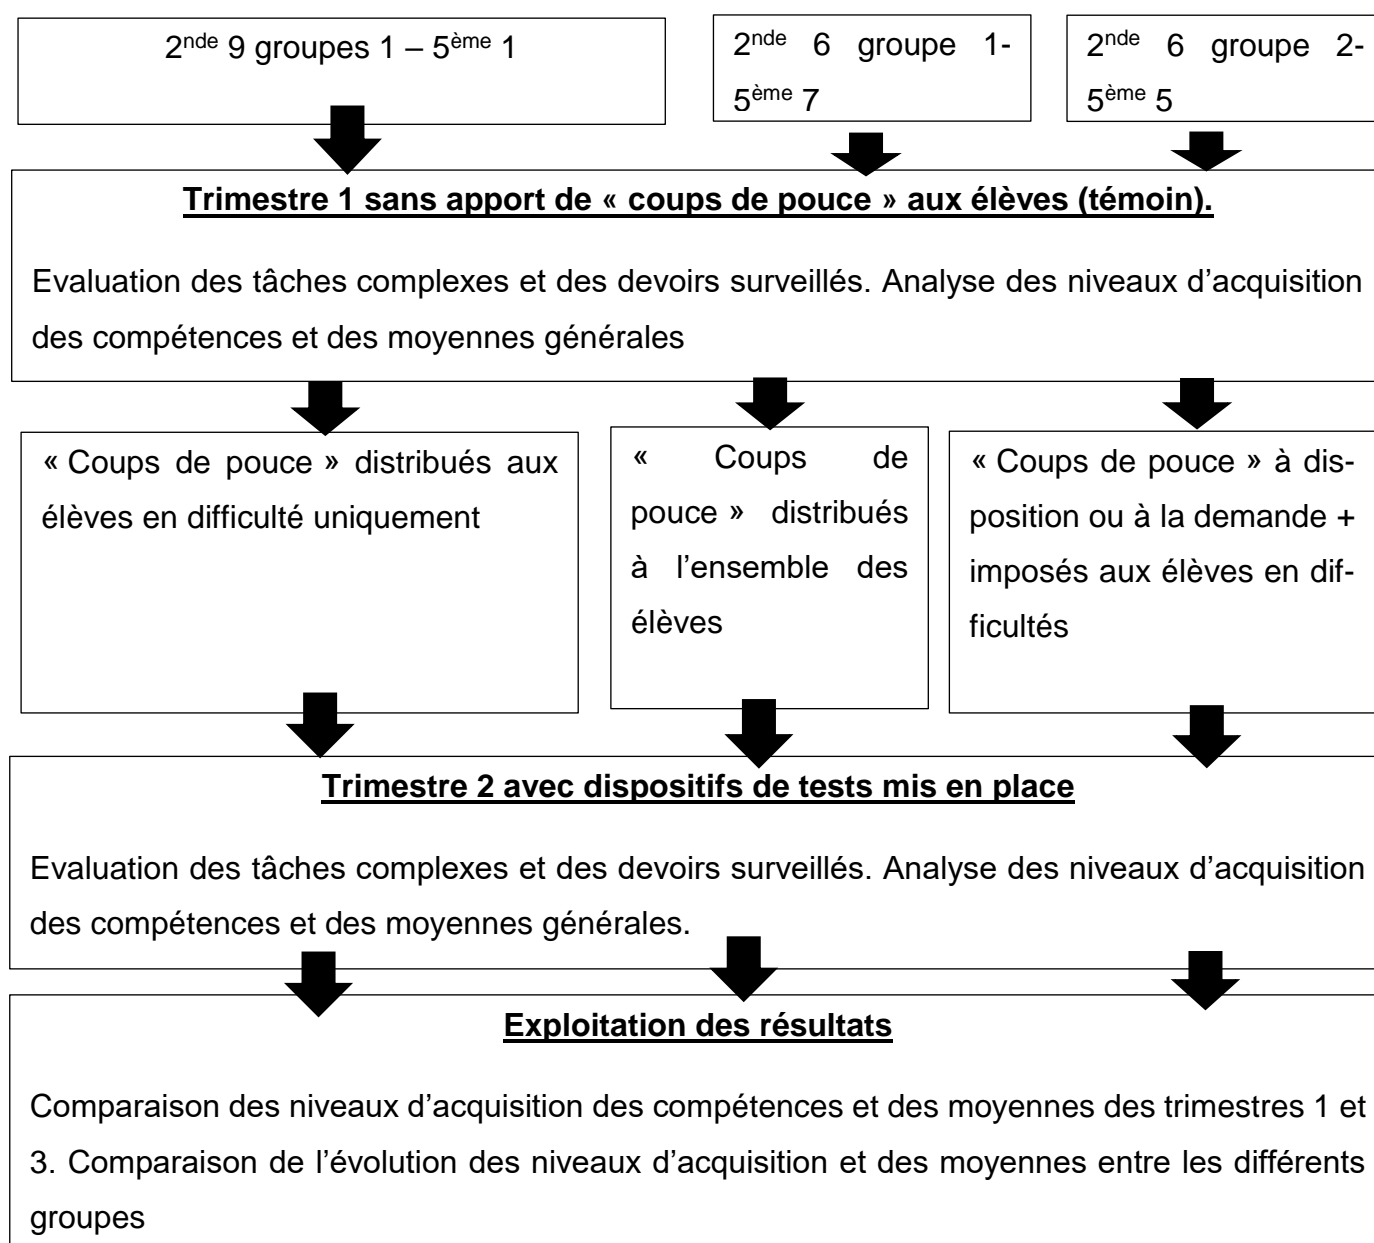 2nde 9 groupes 1 – 5ème 1
2nde 6 groupe 1-
5ème 7
2nde 6 groupe 2-
5ème 5
Trimestre 1 sans apport de « coups de pouce » aux élèves (témoin).
Evaluation des tâches complexes et des devoirs surveillés. Analyse des niveaux d’acquisition
des compétences et des moyennes générales
« Coups de pouce » distribués aux
élèves en difficulté uniquement
« Coups de
pouce » distribués
à l’ensemble des
élèves
« Coups de pouce » à dis-
position ou à la demande +
imposés aux élèves en dif-
ficultés
Trimestre 2 avec dispositifs de tests mis en place
Evaluation des tâches complexes et des devoirs surveillés. Analyse des niveaux d’acquisition
des compétences et des moyennes générales.
Exploitation des résultats
Comparaison des niveaux d’acquisition des compétences et des moyennes des trimestres 1 et
3. Comparaison de l’évolution des niveaux d’acquisition et des moyennes entre les différents
groupes